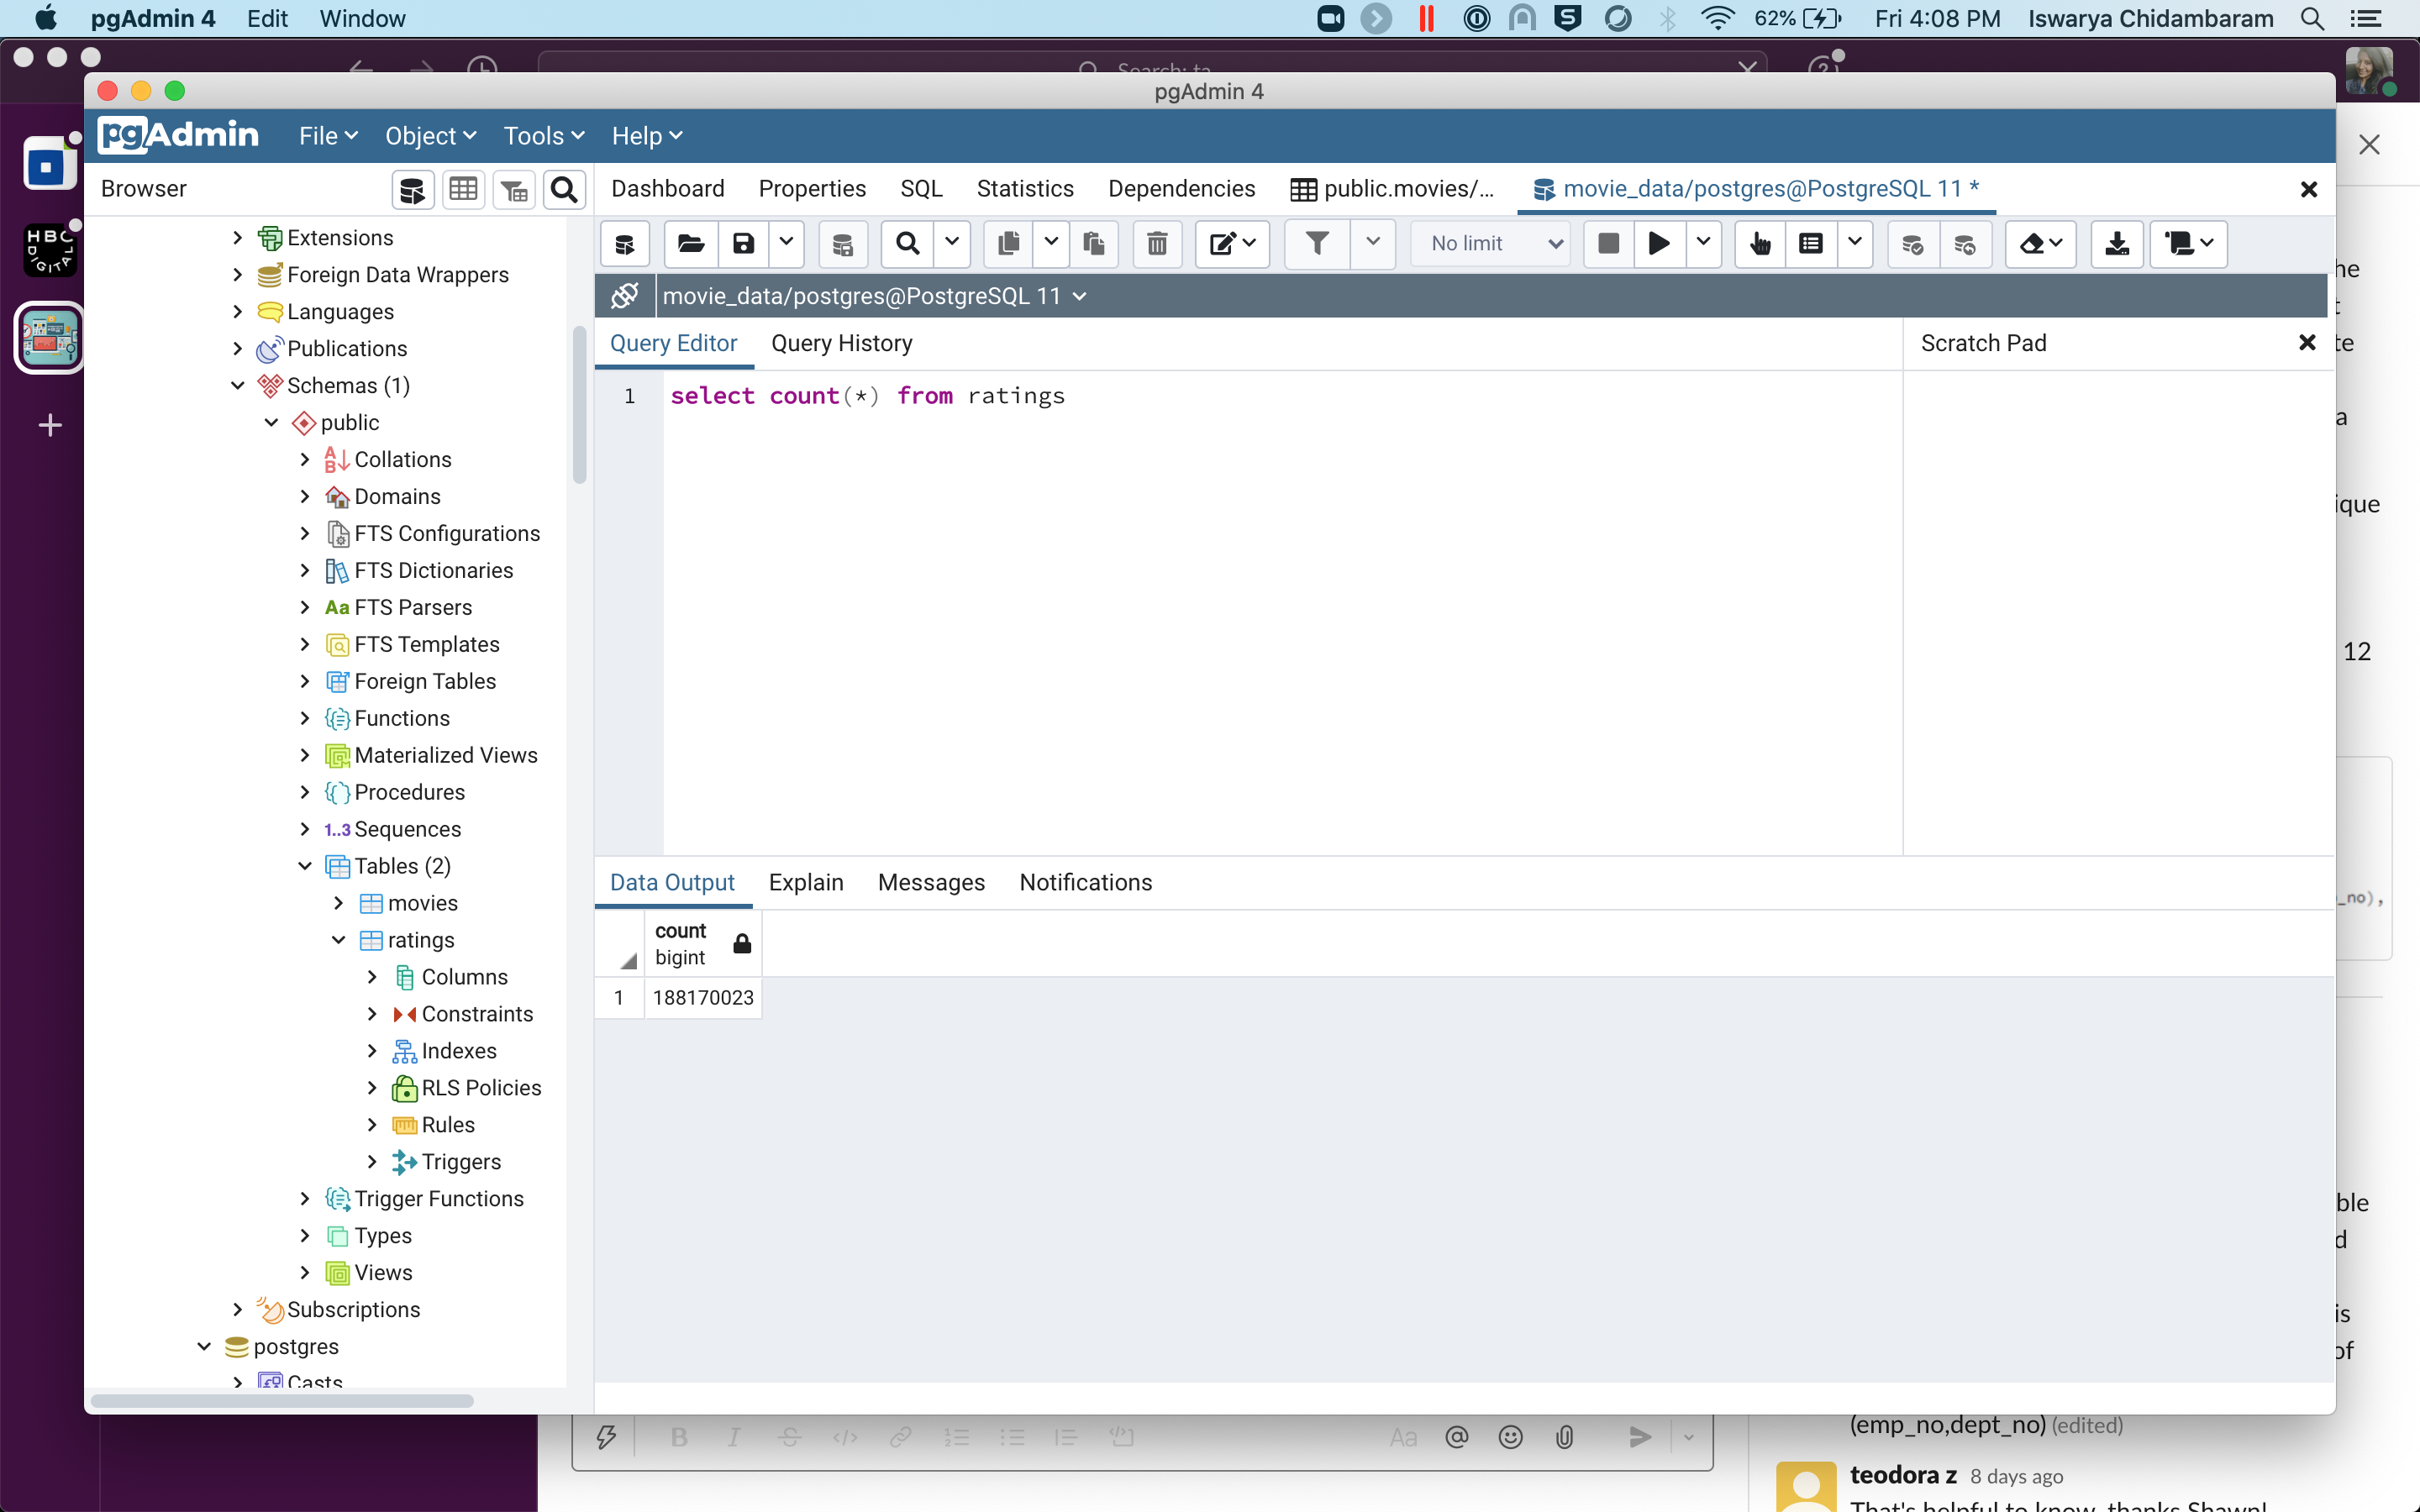 pgAdmin 4 Edit Window 62% Fri 4:08 PM Iswarya Chidambaram
pgAdmin 4
pgAdmin File Object Tools Help
Browser
Dashboard Properties SQL Statistics Dependencies public.movies/... movie_data/postgres@PostgreSQL 11 *
No limit
movie_data/postgres@PostgreSQL 11
Query Editor Query History Scratch Pad
1 select count(*) from ratings
HBC
DIGITAL
Extensions
Foreign Data Wrappers
Languages
Publications
Schemas (1)
public
Collations
Domains
FTS Configurations
FTS Dictionaries
Aa FTS Parsers
FTS Templates
Foreign Tables
Functions
Materialized Views
Procedures
1..3 Sequences
Tables (2)
movies
ratings
Columns
Constraints
Indexes
RLS Policies
Rules
Triggers
Trigger Functions
Types
Views
Subscriptions
postgres
Casts
Data Output Explain Messages Notifications
count
bigint
1 188170023
12
_no),
is
of
Aa
(emp_no,dept_no) (edited)
teodora z 8 days ago
That's helpful to know, thanks Shawn!